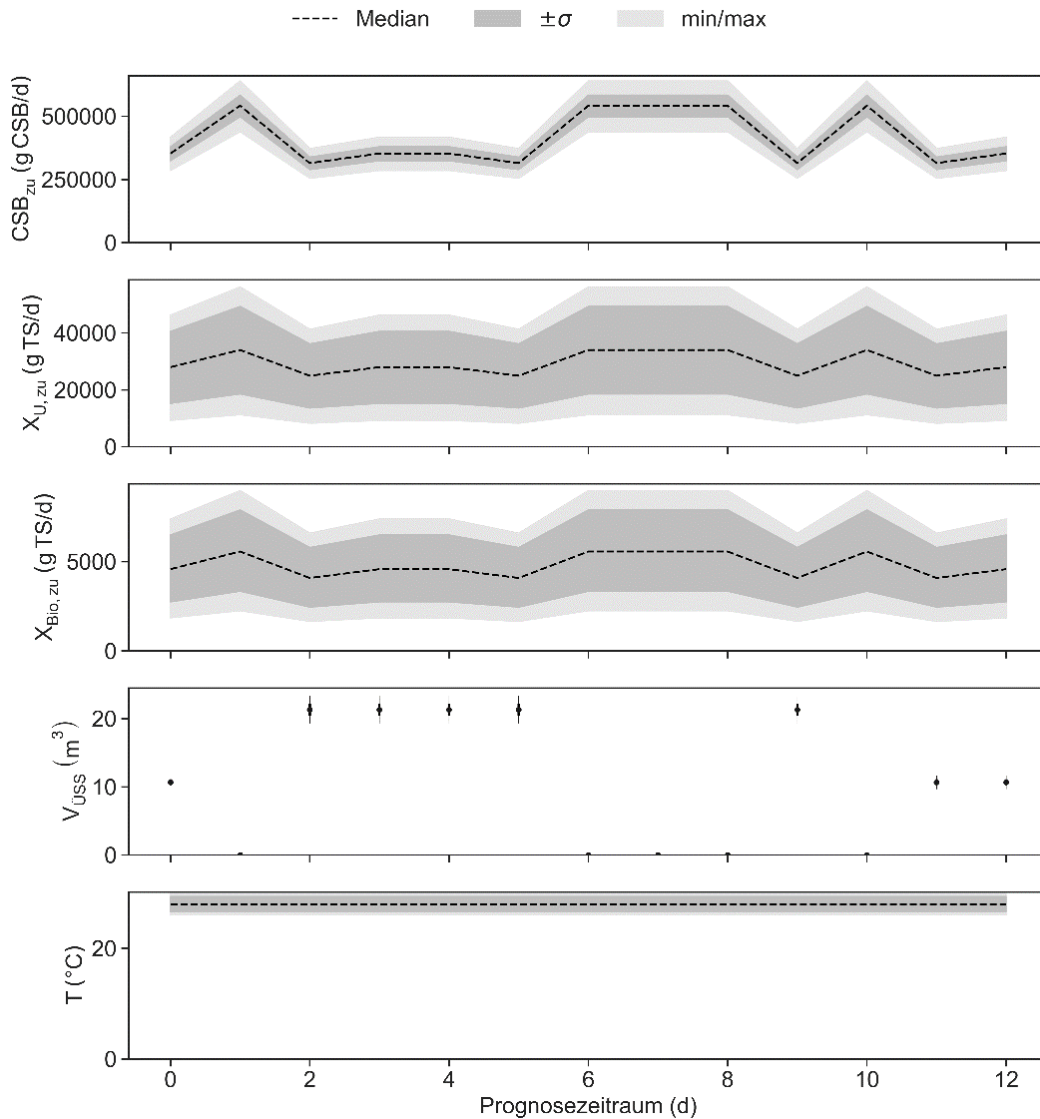 Median ±σ min/max
CSB_zu (g CSB/d)
500000
250000
0
X_U, zu (g TS/d)
40000
20000
0
X_Bio, zu (g TS/d)
5000
0
V_ÜSS (m³)
20
10
0
T (°C)
20
0
0 2 4 6 8 10 12
Prognosezeitraum (d)